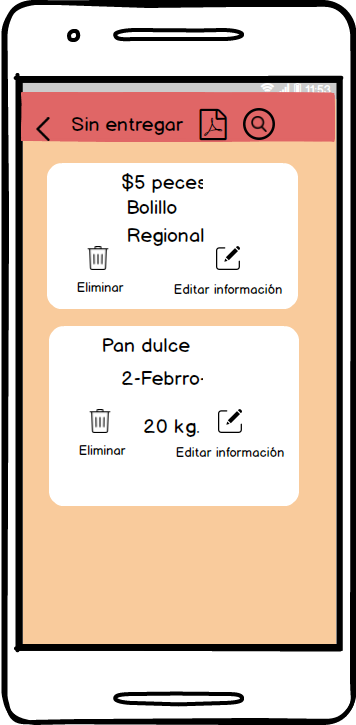 11:53
Sin entregar
$5 peces
Bolillo
Regional
Eliminar
Editar información
Pan dulce
2-Febrro-
20 kg.
Eliminar
Editar información